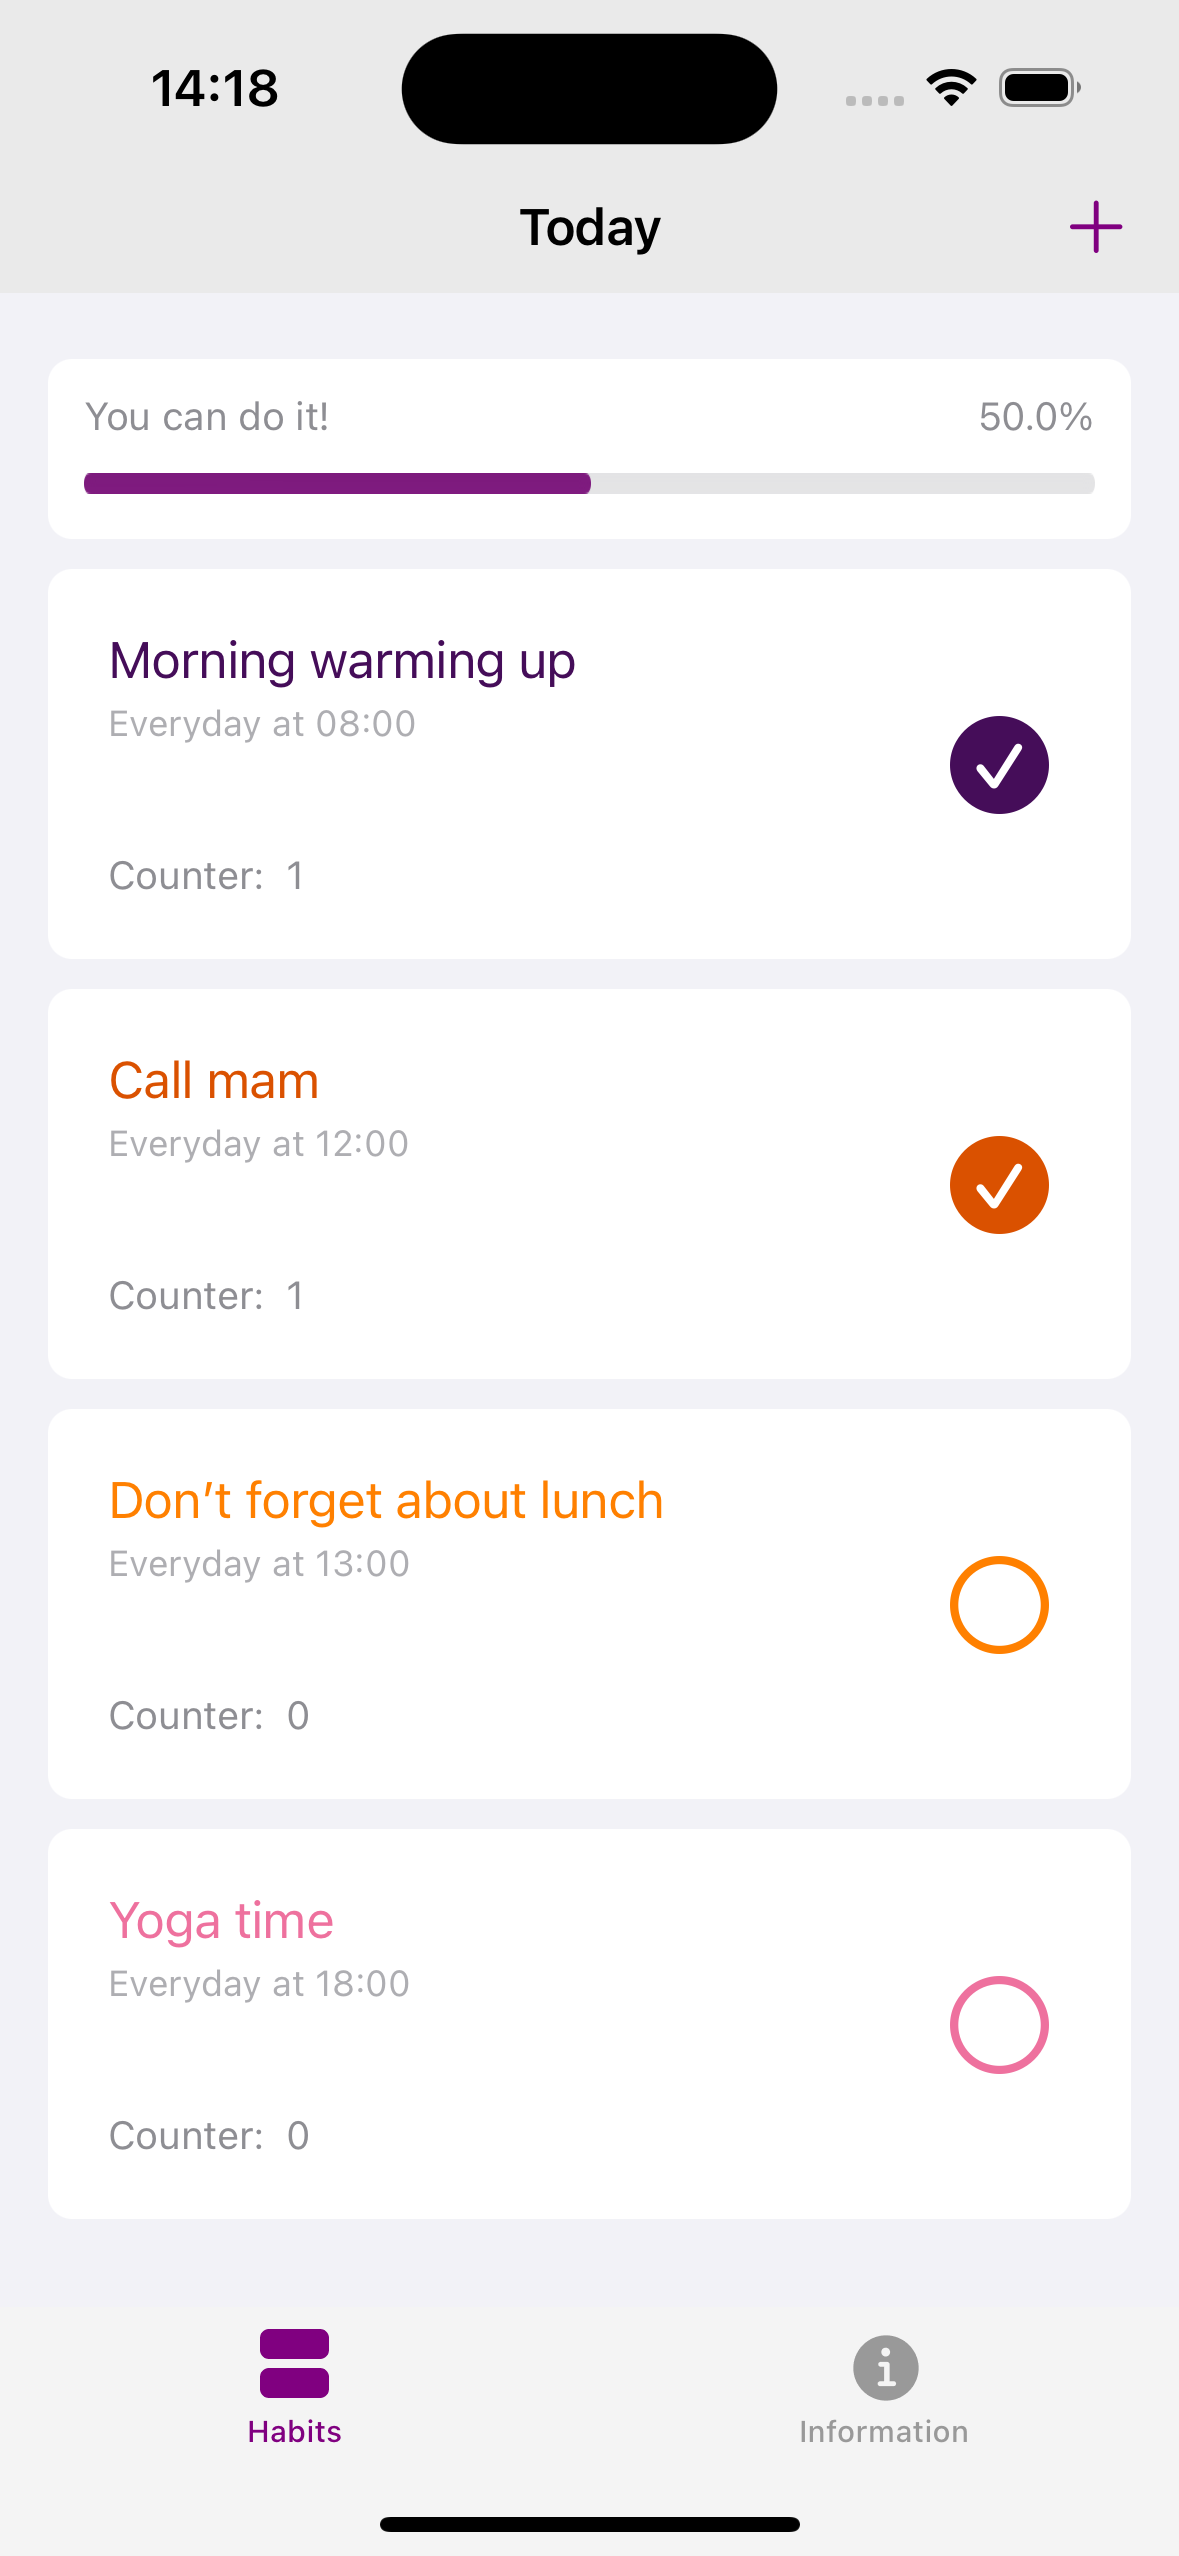 14:18
Today
You can do it! 50.0%
Morning warming up
Everyday at 08:00
Counter: 1
Call mam
Everyday at 12:00
Counter: 1
Don’t forget about lunch
Everyday at 13:00
Counter: 0
Yoga time
Everyday at 18:00
Counter: 0
Habits Information